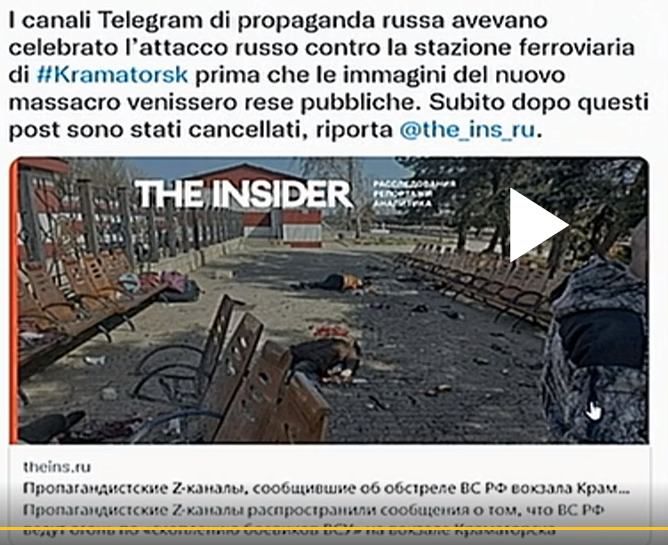 I canali Telegram di propaganda russa avevano
celebrato l'attacco russo contro la stazione ferroviaria
di #Kramatorsk prima che le immagini del nuovo
massacro venissero rese pubbliche. Subito dopo questi
post sono stati cancellati, riporta @the_ins_ru.
THE INSIDER
РАССЛЕДОВАНИЯ
РЕПОРТАЖИ
АНАЛИТИКА
theins.ru
Пропагандистские Z-каналы, сообщившие об обстреле ВС РФ вокзала Крам...
Пропагандистские Z-каналы распространили сообщения о том, что ВС РФ
ведут огонь по «скоплению боевиков ВСУ» на вокзале Краматорска